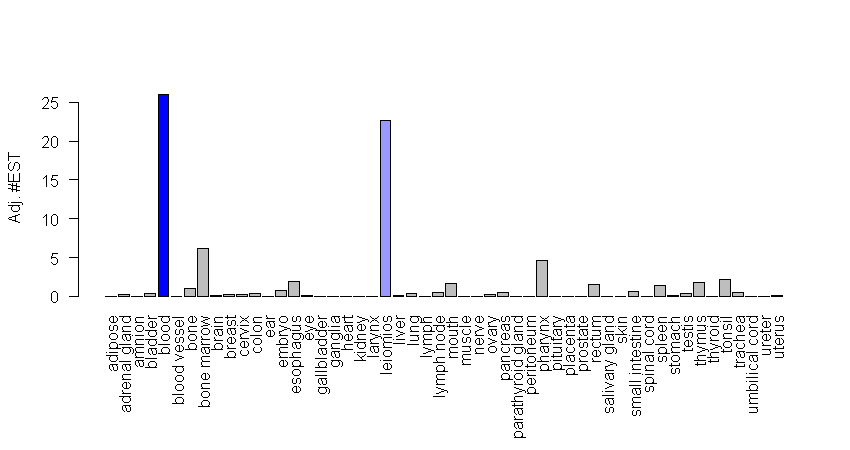 Adj. #EST
25
20
15
10
5
0
adipose
adrenal gland
amnion
bladder
blood
blood vessel
bone
bone marrow
brain
breast
cervix
colon
ear
embryo
esophagus
eye
gallbladder
ganglia
heart
kidney
larynx
leiomios
liver
lung
lymph
lymph node
mouth
muscle
nerve
ovary
pancreas
parathyroid gland
peritoneum
pharynx
pituitary
placenta
prostate
rectum
salivary gland
skin
small intestine
spinal cord
spleen
stomach
testis
thymus
thyroid
tonsil
trachea
umbilical cord
ureter
uterus